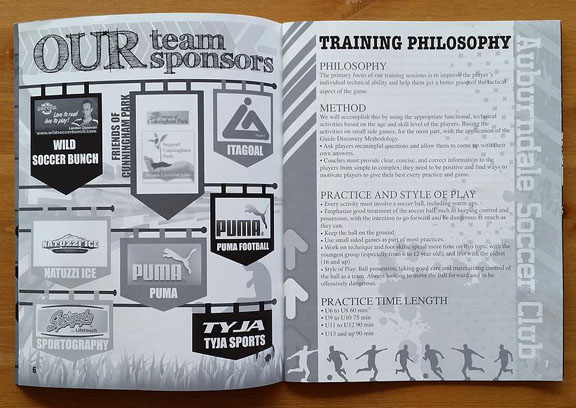 OUR team
sponsors
Love to read
love to play!
Landon Donovan
www.wildsoccerbunch.com
WILD
SOCCER BUNCH
FRIENDS OF
CUNNINGHAM PARK
Cunningham Park
Support
Cunningham
Park
ITAGOAL
NATUZZI ICE
NATUZZI ICE
PUMA
PUMA
PUMA
PUMA FOOTBALL
Sportography
by Lifetouch
SPORTOGRAPHY
TYJA
TYJA SPORTS
6
TRAINING PHILOSOPHY
PHILOSOPHY
The primary focus of our training sessions is to improve the player's
individual technical ability and help them get a better grasp of the tactical
aspect of the game.
METHOD
We will accomplish this by using the appropriate functional, technical
activities based on the age and skill level of the players. Basing the
activities on small sides games, for the most part, with the application of the
Guide Discovery Methodology.
• Ask players meaningful questions and allow them to come up with their
own answers.
• Coaches must provide clear, concise, and correct information to the
players from simple to complex; they need to be positive and find ways to
motivate players to give their best every practice and game.
PRACTICE AND STYLE OF PLAY
• Every activity must involve a soccer ball, including warm ups.
• Emphasize good treatment of the soccer ball, such as keeping control and
possession, with the intention to go forward and be dangerous as much as
they can.
• Keep the ball on the ground.
• Use small sided games as part of most practices.
• Work on technique and foot skills, spend more time on this topic with the
youngest group (especially from 6 to 12 year old); and less with the oldest
(16 and up).
• Style of Play: Ball possession, taking good care and maintaining control of
the ball as a team. Always looking to move the ball forward and to be
offensively dangerous.
PRACTICE TIME LENGTH
• U6 to U8 60 min
• U9 to U10 75 min
• U11 to U12 90 min
• U13 and up 90 min
Auburndale Soccer Club
7